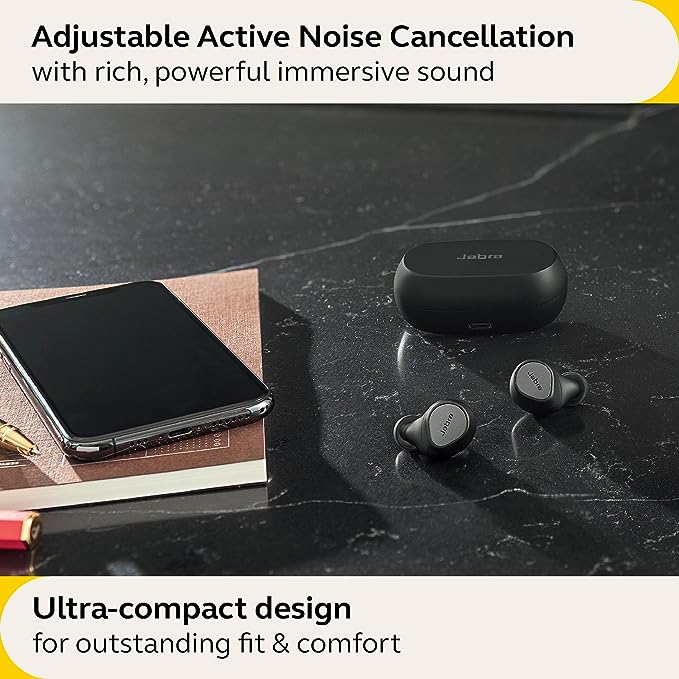 Adjustable Active Noise Cancellation
with rich, powerful immersive sound
Jabra
Jabra
Jabra
Ultra-compact design
for outstanding fit & comfort